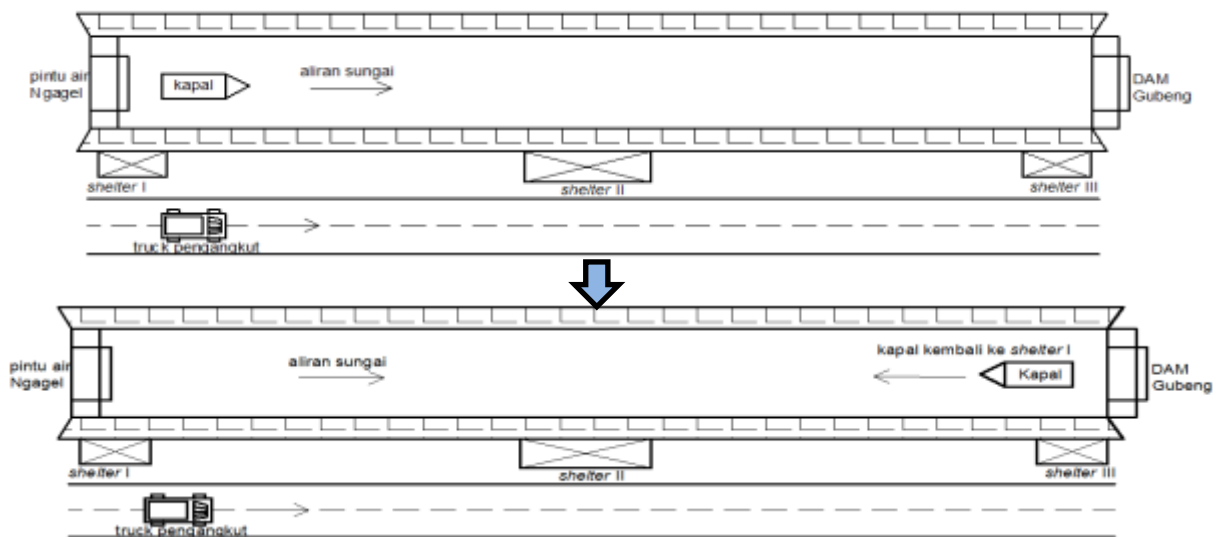 pintu air
Ngagel
kapal
aliran sungai
DAM
Gubeng
shelter I
shelter II
shelter III
truck pengangkut
pintu air
Ngagel
aliran sungai
kapal kembali ke shelter I
Kapal
DAM
Gubeng
shelter I
shelter II
shelter III
truck pengangkut